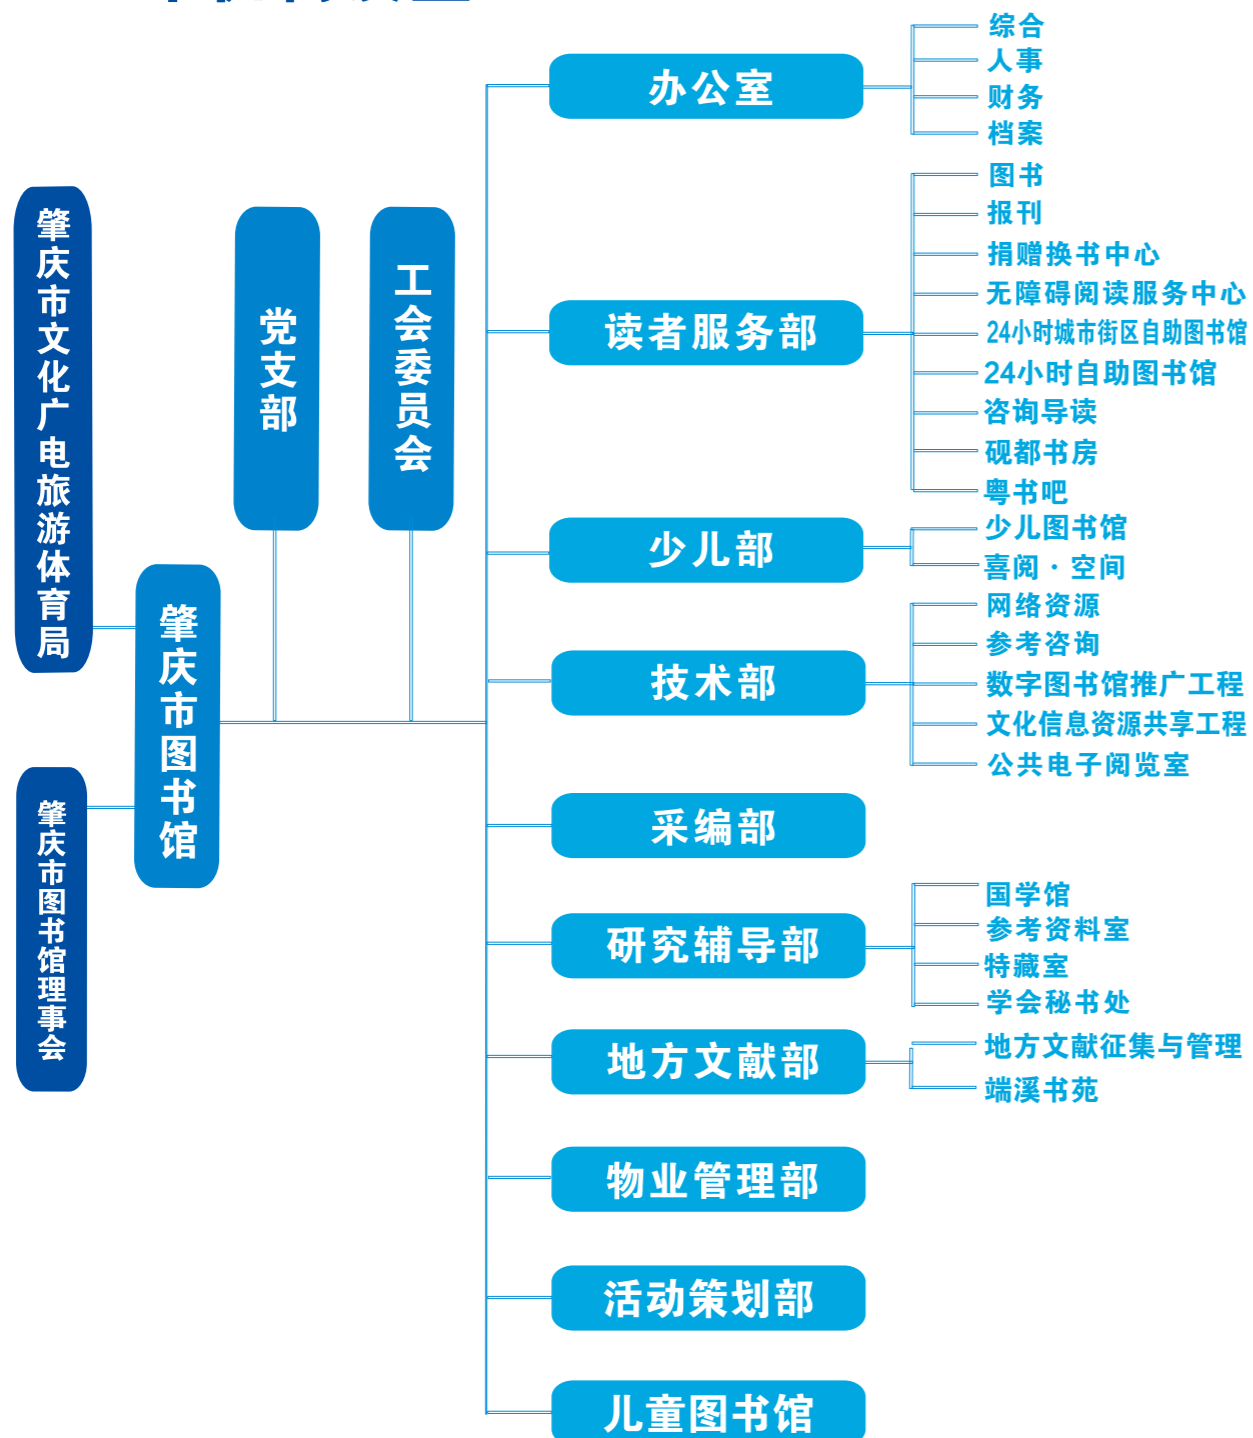 肇庆市文化广电旅游体育局
肇庆市图书馆理事会
肇庆市图书馆
党支部
工会委员会
办公室
综合
人事
财务
档案
读者服务部
图书
报刊
捐赠换书中心
无障碍阅读服务中心
24小时城市街区自助图书馆
24小时自助图书馆
咨询导读
砚都书房
粤书吧
少儿部
少儿图书馆
喜阅·空间
技术部
网络资源
参考咨询
数字图书馆推广工程
文化信息资源共享工程
公共电子阅览室
采编部
研究辅导部
国学馆
参考资料室
特藏室
学会秘书处
地方文献部
地方文献征集与管理
端溪书苑
物业管理部
活动策划部
儿童图书馆